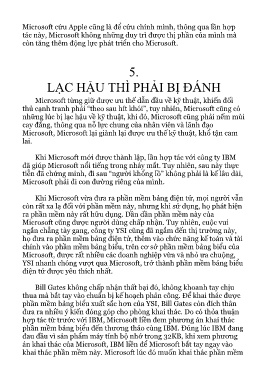 Microsoft cứu Apple cũng là để cứu chính mình, thông qua lần hợp
tác này, Microsoft không những duy trì được thị phần của mình mà
còn tăng thêm động lực phát triển cho Microsoft.
5.
LẠC HẬU THÌ PHẢI BỊ ĐÁNH
Microsoft từng giữ được ưu thế dẫn đầu về kỹ thuật, khiến đối
thủ cạnh tranh phải “theo sát hít khói”, tuy nhiên, Microsoft cũng có
những lúc bị lạc hậu về kỹ thuật, khi đó, Microsoft cũng phải nếm mùi
cay đắng, thông qua nỗ lực chung của nhân viên và lãnh đạo
Microsoft, Microsoft lại giành lại được ưu thế kỹ thuật, khổ tận cam
lai.
Khi Microsoft mới được thành lập, lần hợp tác với công ty IBM
đã giúp Microsoft nổi tiếng trong nháy mắt. Tuy nhiên, sau này thực
tiễn đã chứng minh, đi sau “người khổng lồ” không phải là kế lâu dài,
Microsoft phải đi con đường riêng của mình.
Khi Microsoft vừa đưa ra phần mềm bảng điện tử, mọi người vẫn
còn rất xa lạ đối với phần mềm này, nhưng khi sử dụng, họ phát hiện
ra phần mềm này rất hữu dụng. Dần dần phần mềm này của
Microsoft cũng được người dùng chấp nhận. Tuy nhiên, cuộc vui
ngắn chẳng tày gang, công ty YSI cũng đã ngắm đến thị trường này,
họ đưa ra phần mềm bảng điện tử, thêm vào chức năng kế toán và tài
chính vào phần mềm bảng biểu, trên cơ sở phần mềm bảng biểu của
Microsoft, được rất nhiều các doanh nghiệp vừa và nhỏ ưa chuộng,
YSI nhanh chóng vượt qua Microsoft, trở thành phần mềm bảng biểu
điện tử được yêu thích nhất.
Bill Gates không chấp nhận thất bại đó, không khoanh tay chịu
thua mà bắt tay vào chuẩn bị kế hoạch phản công. Để khai thác được
phần mềm bảng biểu xuất sắc hơn của YSI, Bill Gates còn đích thân
đưa ra nhiều ý kiến đóng góp cho phòng khai thác. Do có thỏa thuận
hợp tác từ trước với IBM, Microsoft liền đem phương án khai thác
phần mềm bảng biểu đến thương thảo cùng IBM. Đúng lúc IBM đang
đau đầu vì sản phẩm máy tính bộ nhớ trong 32KB, khi xem phương
án khai thác của Microsoft, IBM liền để Microsoft bắt tay ngay vào
khai thác phần mềm này. Microsoft lúc đó muốn khai thác phần mềm